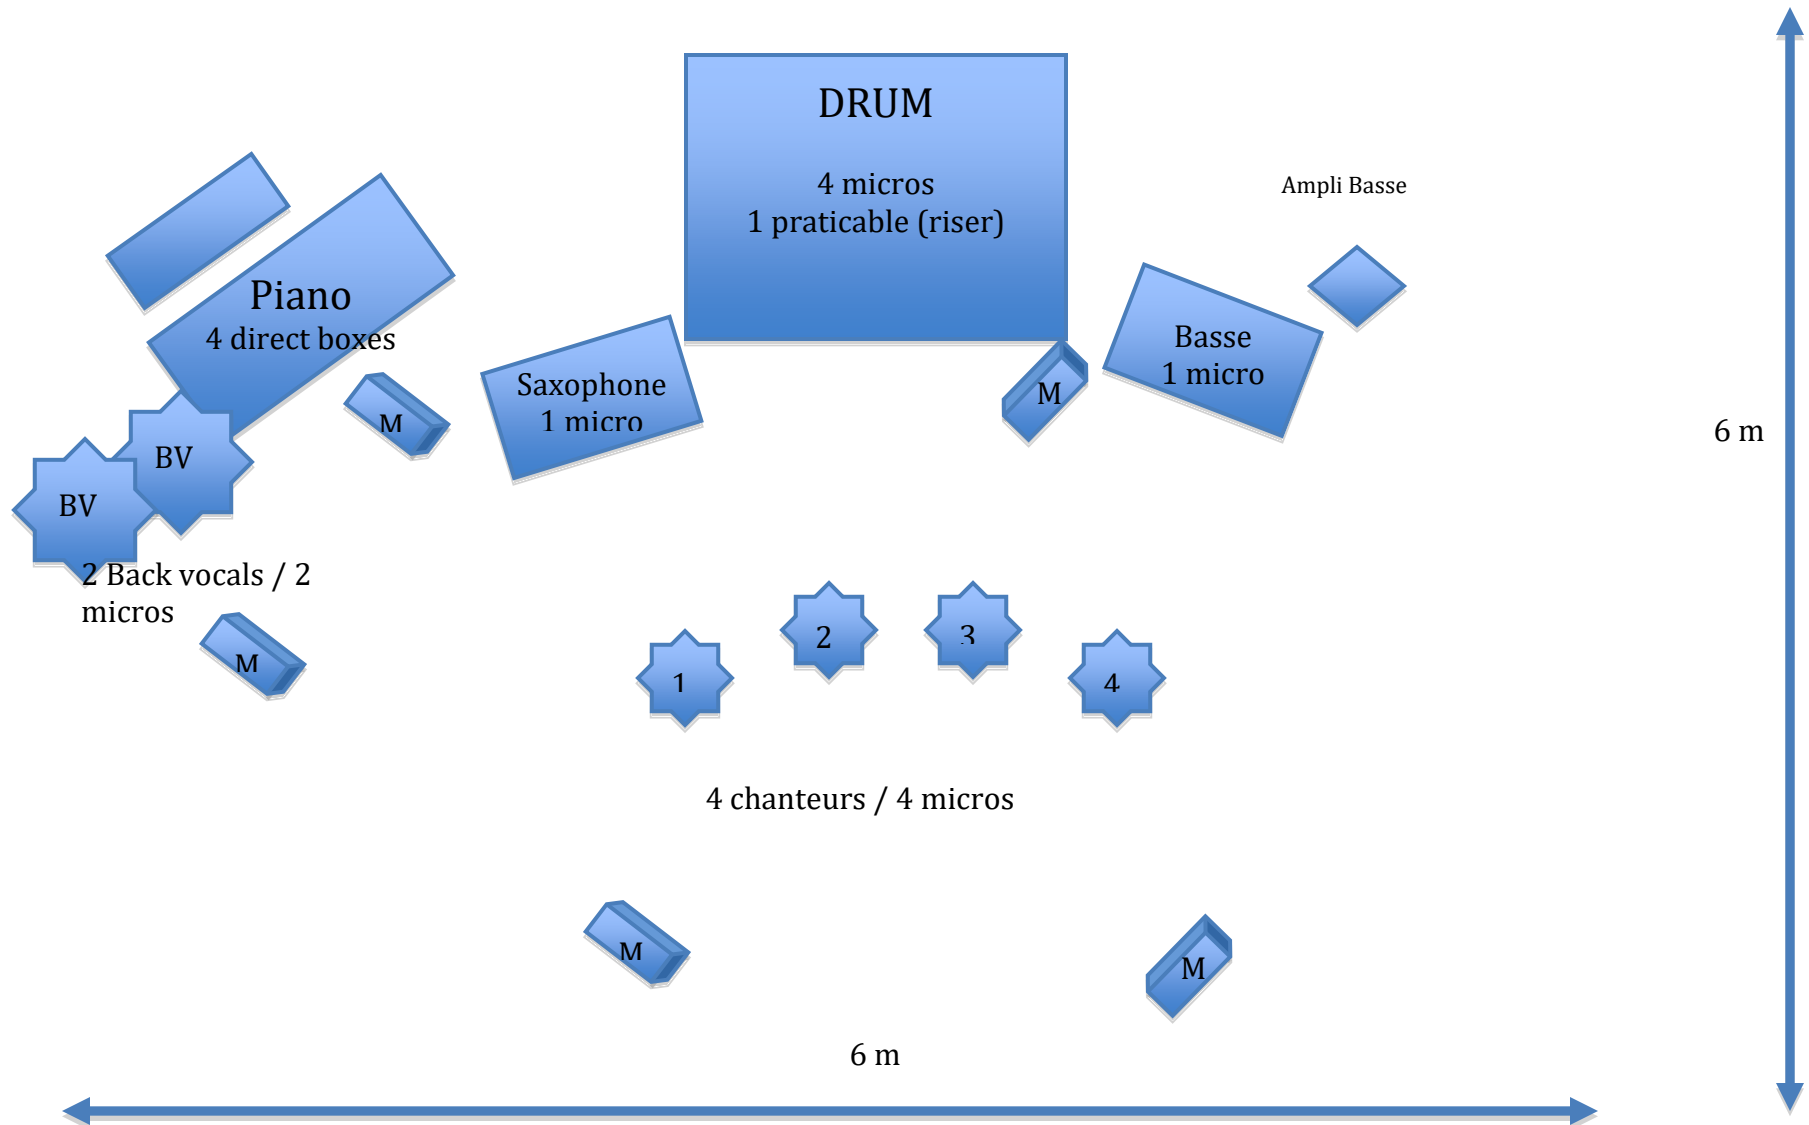 DRUM
4 micros
1 praticable (riser)
Ampli Basse
Piano
4 direct boxes
Basse
1 micro
Saxophone
1 micro
M
M
6 m
BV
BV
2 Back vocals / 2
micros
M
1
2
3
4
4 chanteurs / 4 micros
M
M
6 m